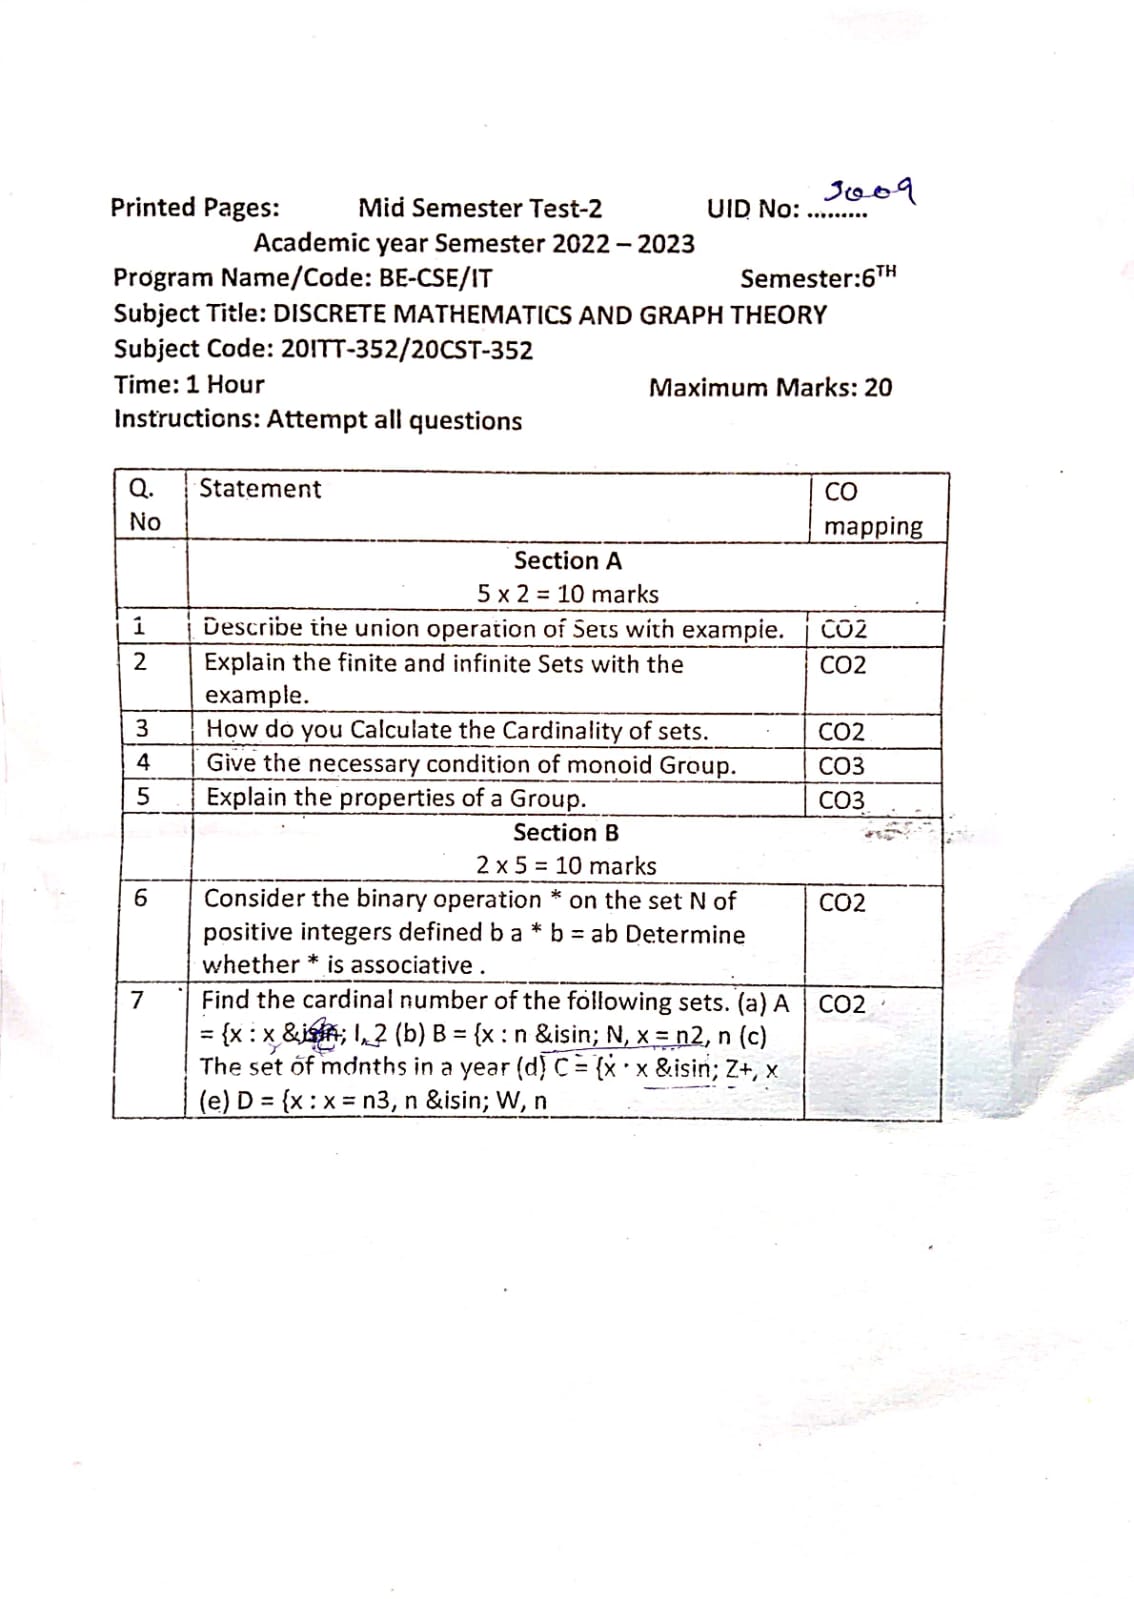 3009
Printed Pages: Mid Semester Test-2 UID No: .........
Academic year Semester 2022 – 2023
Program Name/Code: BE-CSE/IT Semester:6TH
Subject Title: DISCRETE MATHEMATICS AND GRAPH THEORY
Subject Code: 20ITT-352/20CST-352
Time: 1 Hour Maximum Marks: 20
Instructions: Attempt all questions
Q. Statement CO
No mapping
Section A
5 x 2 = 10 marks
1 Describe the union operation of Sets with example. CO2
2 Explain the finite and infinite Sets with the CO2
example.
3 How do you Calculate the Cardinality of sets. CO2
4 Give the necessary condition of monoid Group. CO3
5 Explain the properties of a Group. CO3
Section B
2 x 5 = 10 marks
6 Consider the binary operation * on the set N of CO2
positive integers defined b a * b = ab Determine
whether * is associative .
7 Find the cardinal number of the following sets. (a) A CO2
= {x : x I, 2 (b) B = {x : n &isin; N, x = n2, n (c)
The set of months in a year (d) C = {x : x &isin; Z+, x
(e) D = {x : x = n3, n &isin; W, n